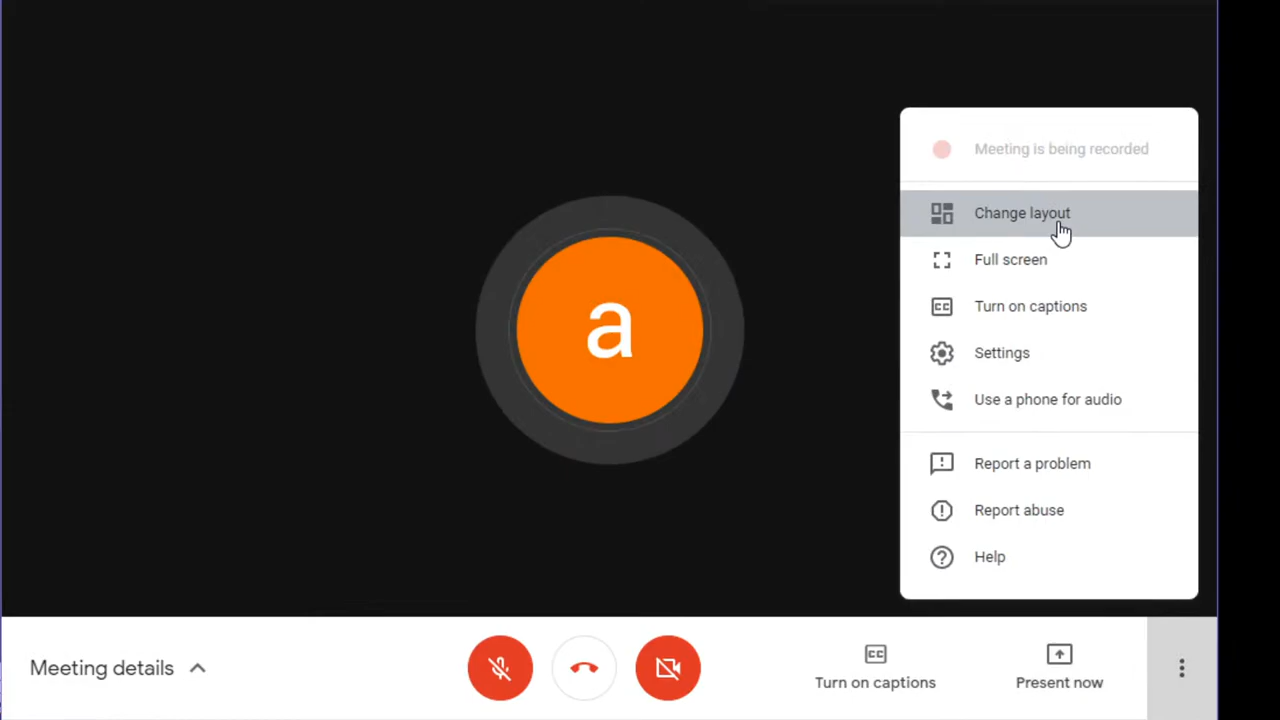 Meeting is being recorded
Change layout
Full screen
Turn on captions
Settings
Use a phone for audio
Report a problem
Report abuse
Help
a
Meeting details
Turn on captions
Present now